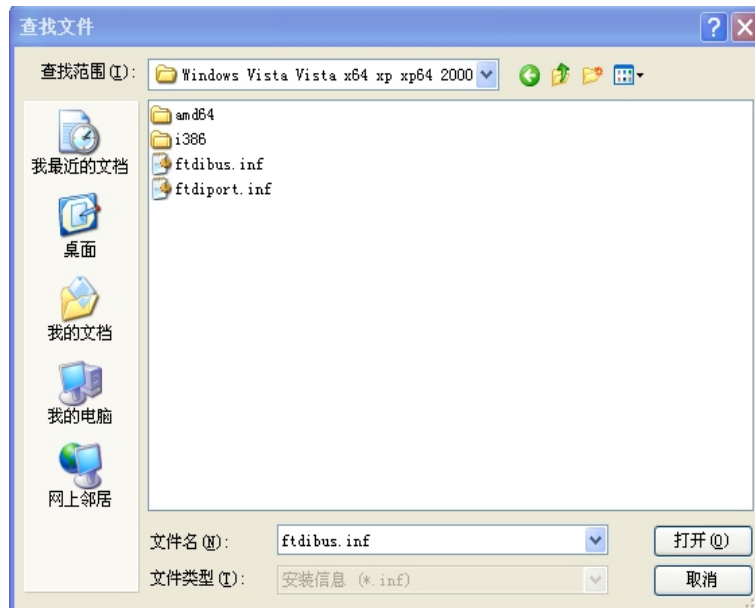 查找文件
查找范围(I):
Windows Vista Vista x64 xp xp64 2000
amd64
i386
ftdibus.inf
ftdiport.inf
我最近的文档
桌面
我的文档
我的电脑
网上邻居
文件名(N):
ftdibus.inf
打开(O)
文件类型(T):
安装信息 (*.inf)
取消